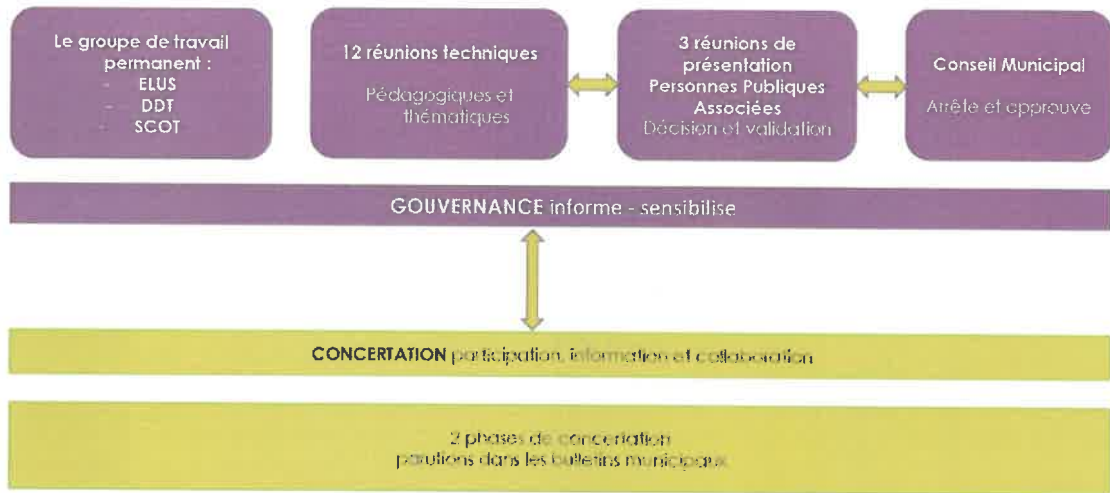 Le groupe de travail
permanent :
- ELUS
- DDT
- SCOT
12 réunions techniques
Pédagogiques et
thématiques
3 réunions de
présentation
Personnes Publiques
Associées
Décision et validation
Conseil Municipal
Arrête et approuve
GOUVERNANCE informe - sensibilise
CONCERTATION participation, information et collaboration
2 phases de concertation
parutions dans les bulletins municipaux